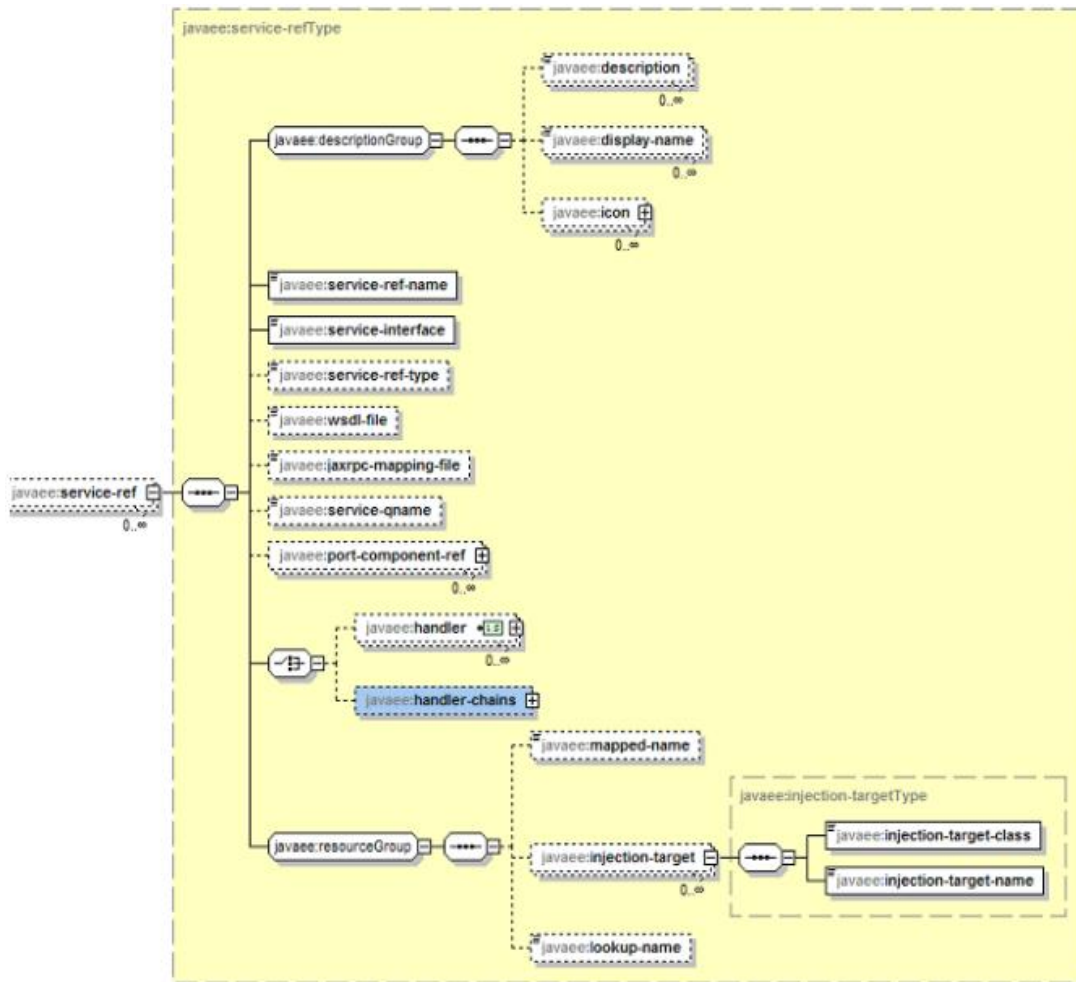 javaee:service-refType
javaee:description
0..∞
javaee:descriptionGroup
javaee:display-name
0..∞
javaee:icon
0..∞
javaee:service-ref-name
javaee:service-interface
javaee:service-ref-type
javaee:wsdl-file
javaee:jaxrpc-mapping-file
javaee:service-ref
0..∞
javaee:service-qname
javaee:port-component-ref
0..∞
javaee:handler
0..∞
javaee:handler-chains
javaee:mapped-name
javaee:injection-targetType
javaee:injection-target-class
javaee:resourceGroup
javaee:injection-target
0..∞
javaee:injection-target-name
javaee:lookup-name